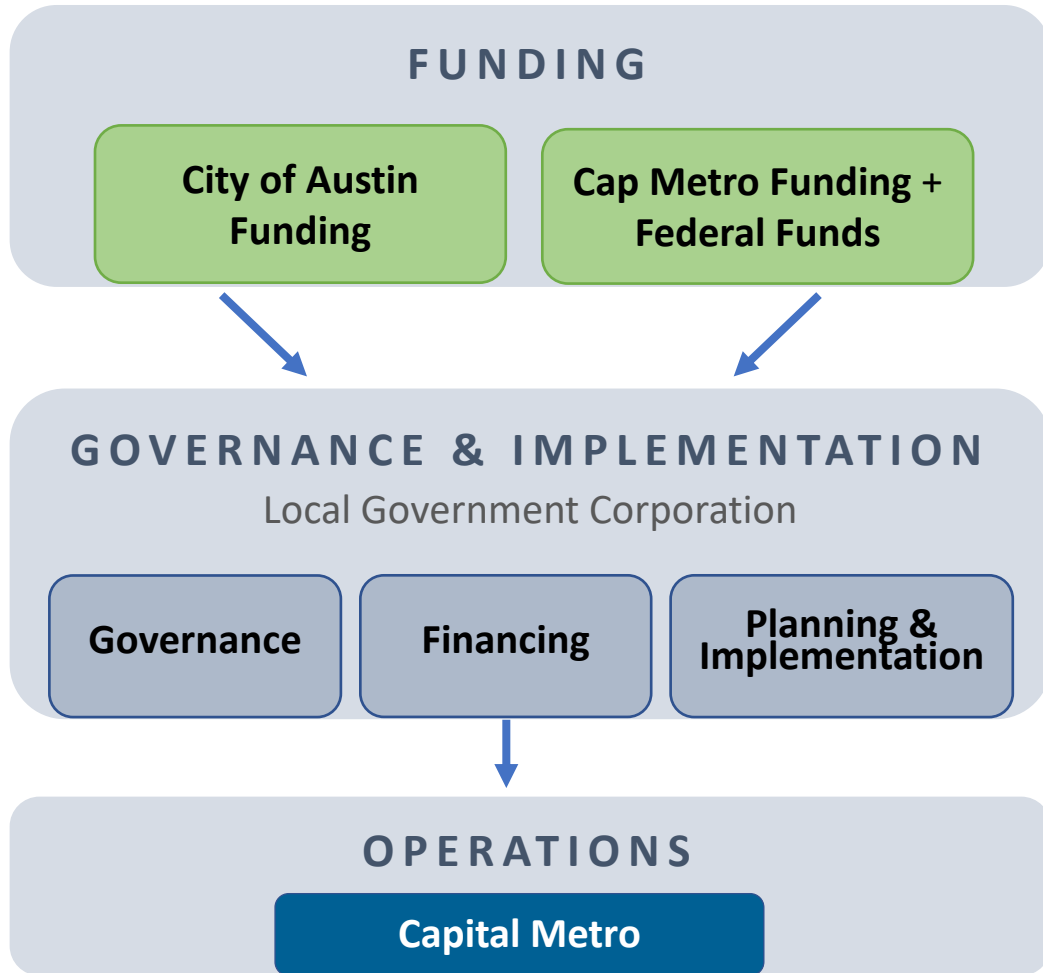 FUNDING
City of Austin
Funding
Cap Metro Funding +
Federal Funds
GOVERNANCE & IMPLEMENTATION
Local Government Corporation
Governance
Financing
Planning &
Implementation
OPERATIONS
Capital Metro